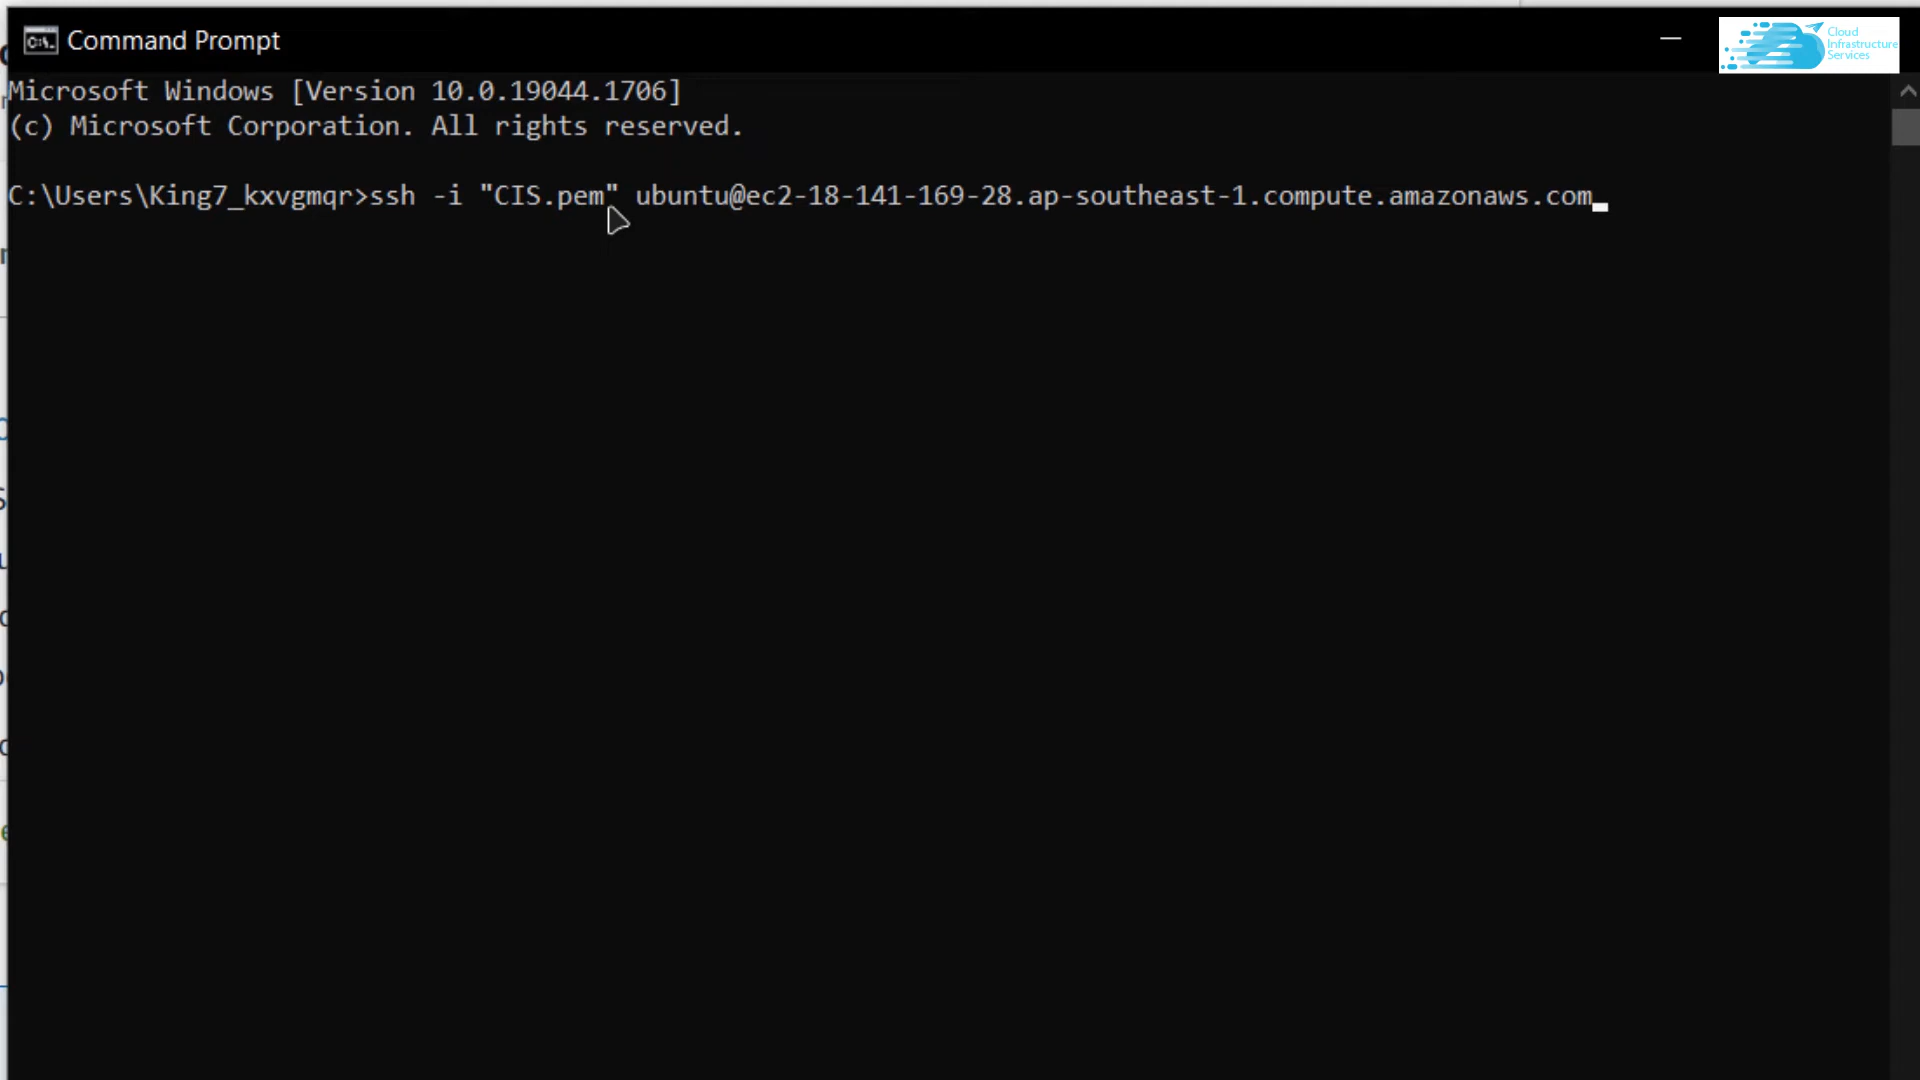 Command Prompt
Cloud
Infrastructure
Services
Microsoft Windows [Version 10.0.19044.1706]
(c) Microsoft Corporation. All rights reserved.
C:\Users\King7_kxvgmqr>ssh -i "CIS.pem" ubuntu@ec2-18-141-169-28.ap-southeast-1.compute.amazonaws.com